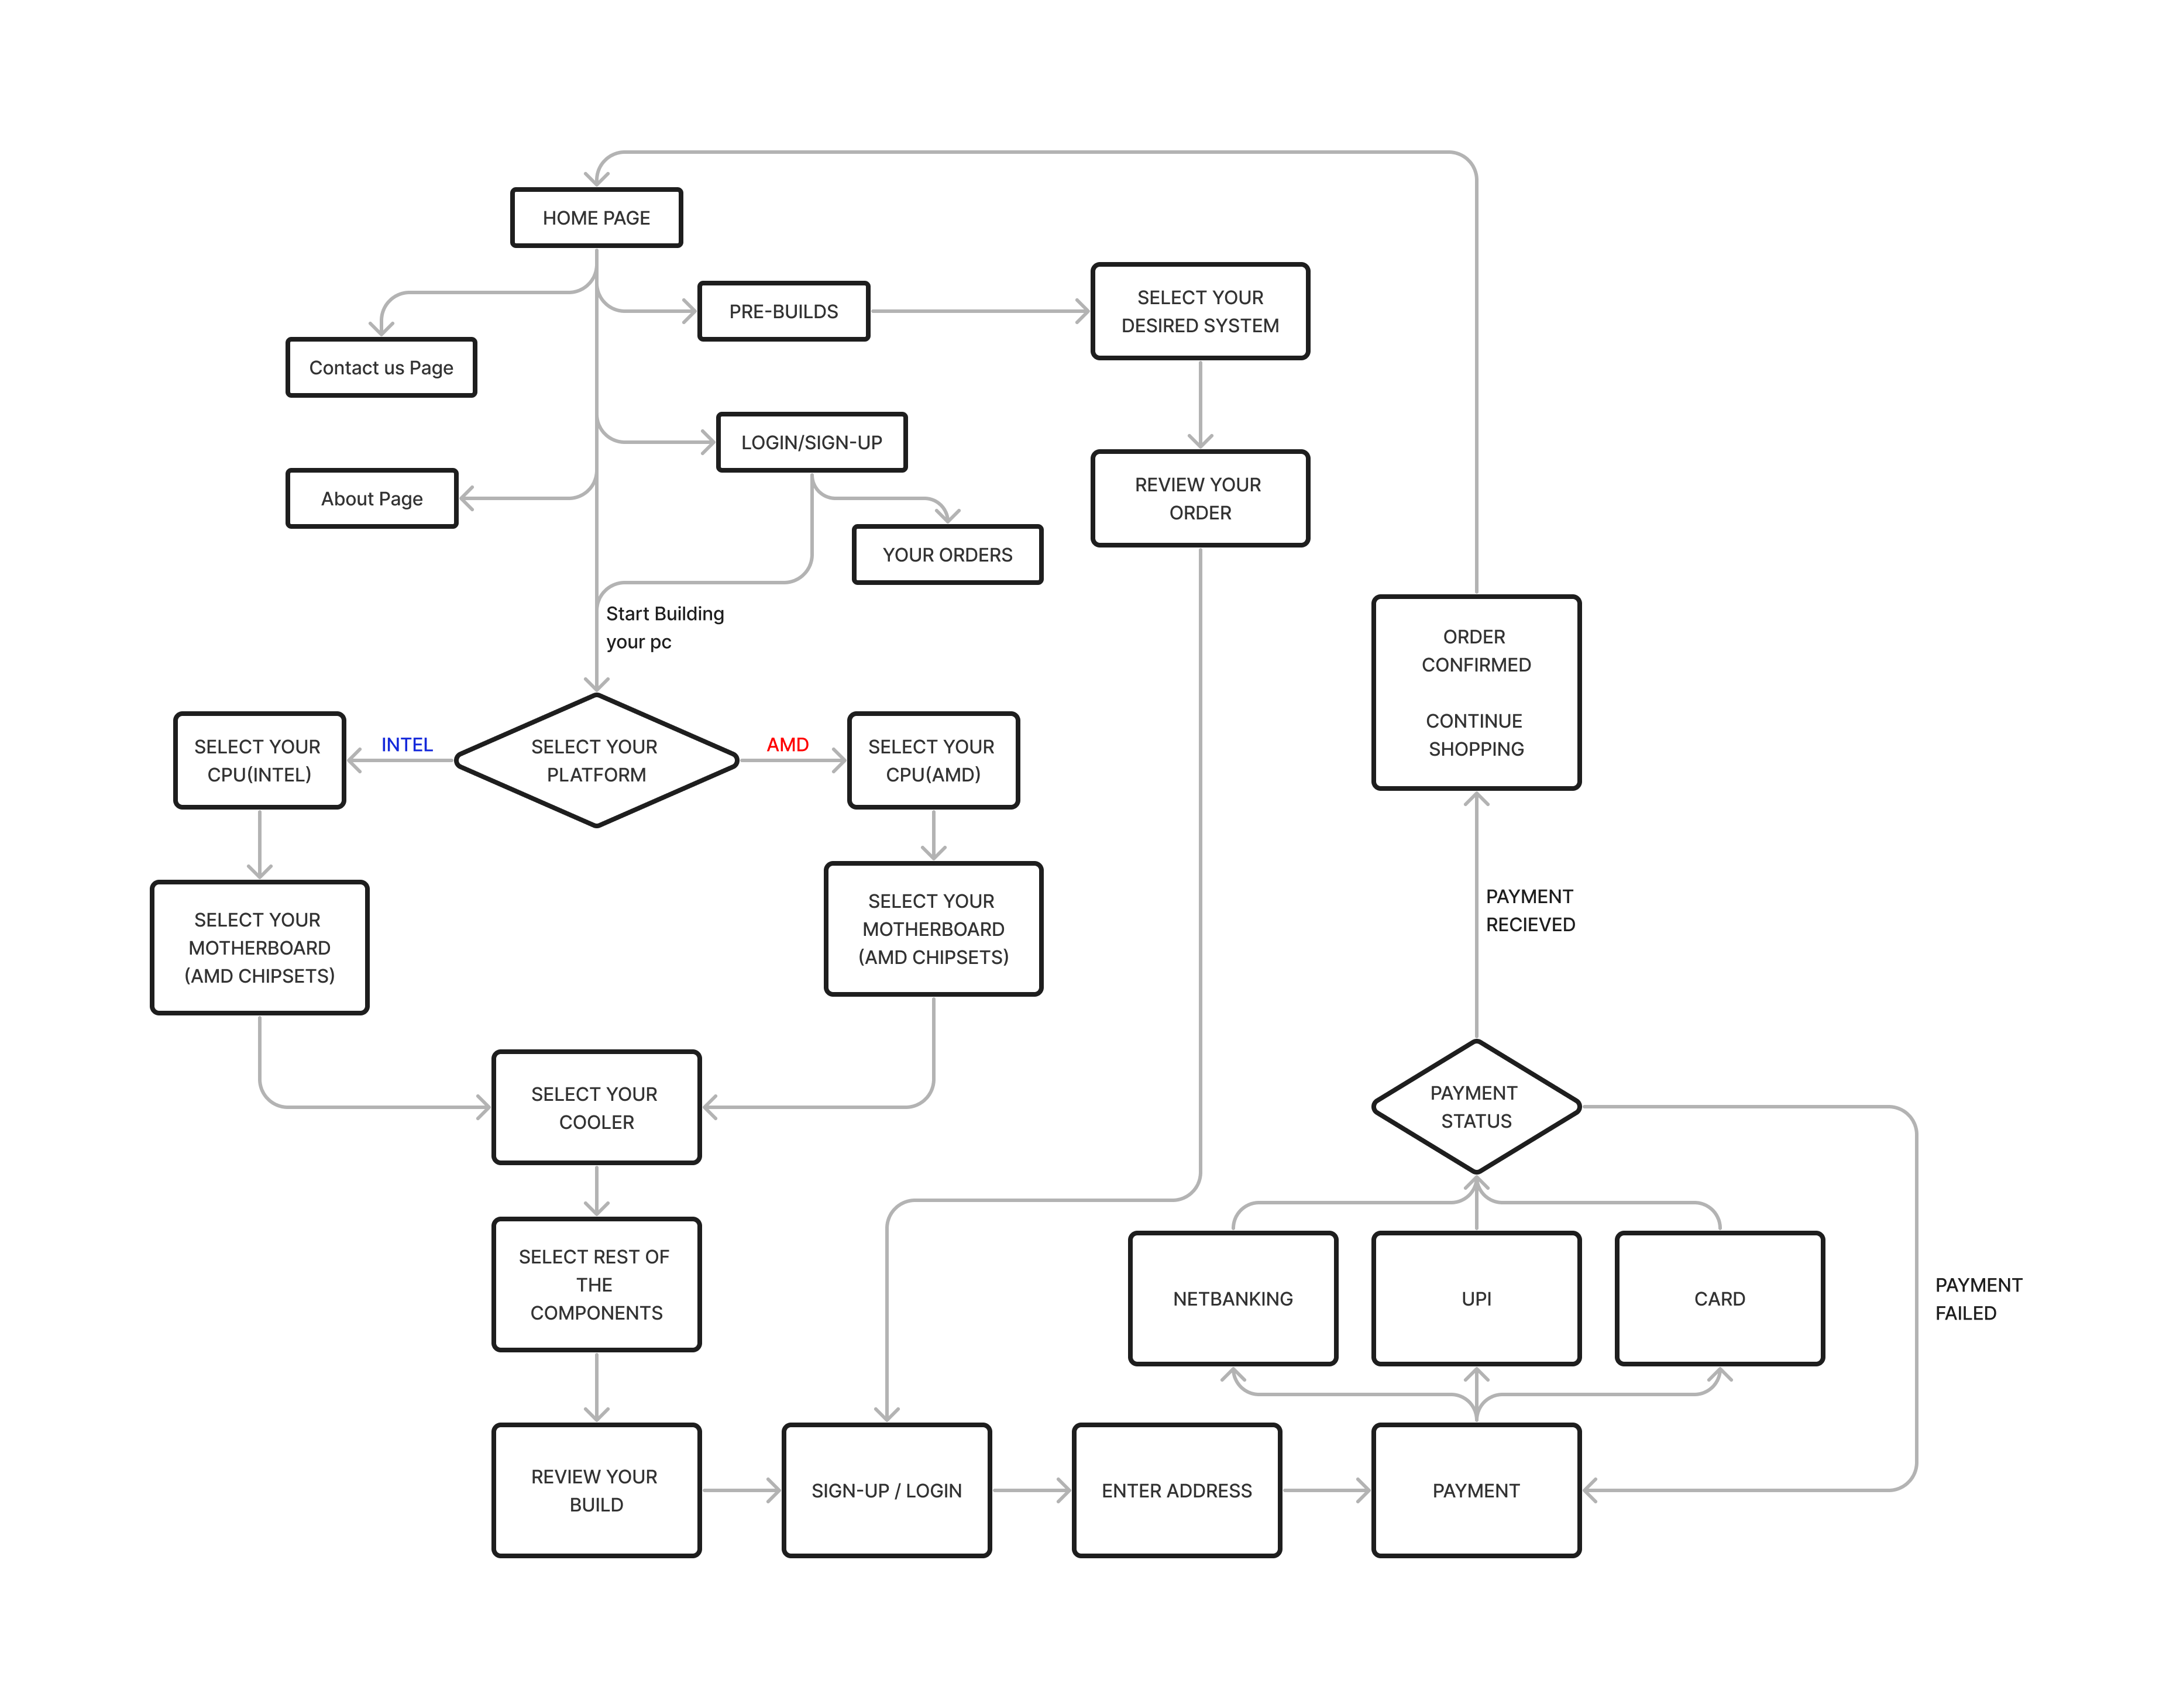 HOME PAGE
PRE-BUILDS
SELECT YOUR
DESIRED SYSTEM
Contact us Page
LOGIN/SIGN-UP
About Page
REVIEW YOUR
ORDER
YOUR ORDERS
Start Building
your pc
ORDER
CONFIRMED
CONTINUE
SHOPPING
SELECT YOUR
CPU(INTEL)
INTEL
SELECT YOUR
PLATFORM
AMD
SELECT YOUR
CPU(AMD)
SELECT YOUR
MOTHERBOARD
(AMD CHIPSETS)
SELECT YOUR
MOTHERBOARD
(AMD CHIPSETS)
PAYMENT
RECIEVED
SELECT YOUR
COOLER
PAYMENT
STATUS
SELECT REST OF
THE
COMPONENTS
NETBANKING
UPI
CARD
PAYMENT
FAILED
REVIEW YOUR
BUILD
SIGN-UP / LOGIN
ENTER ADDRESS
PAYMENT